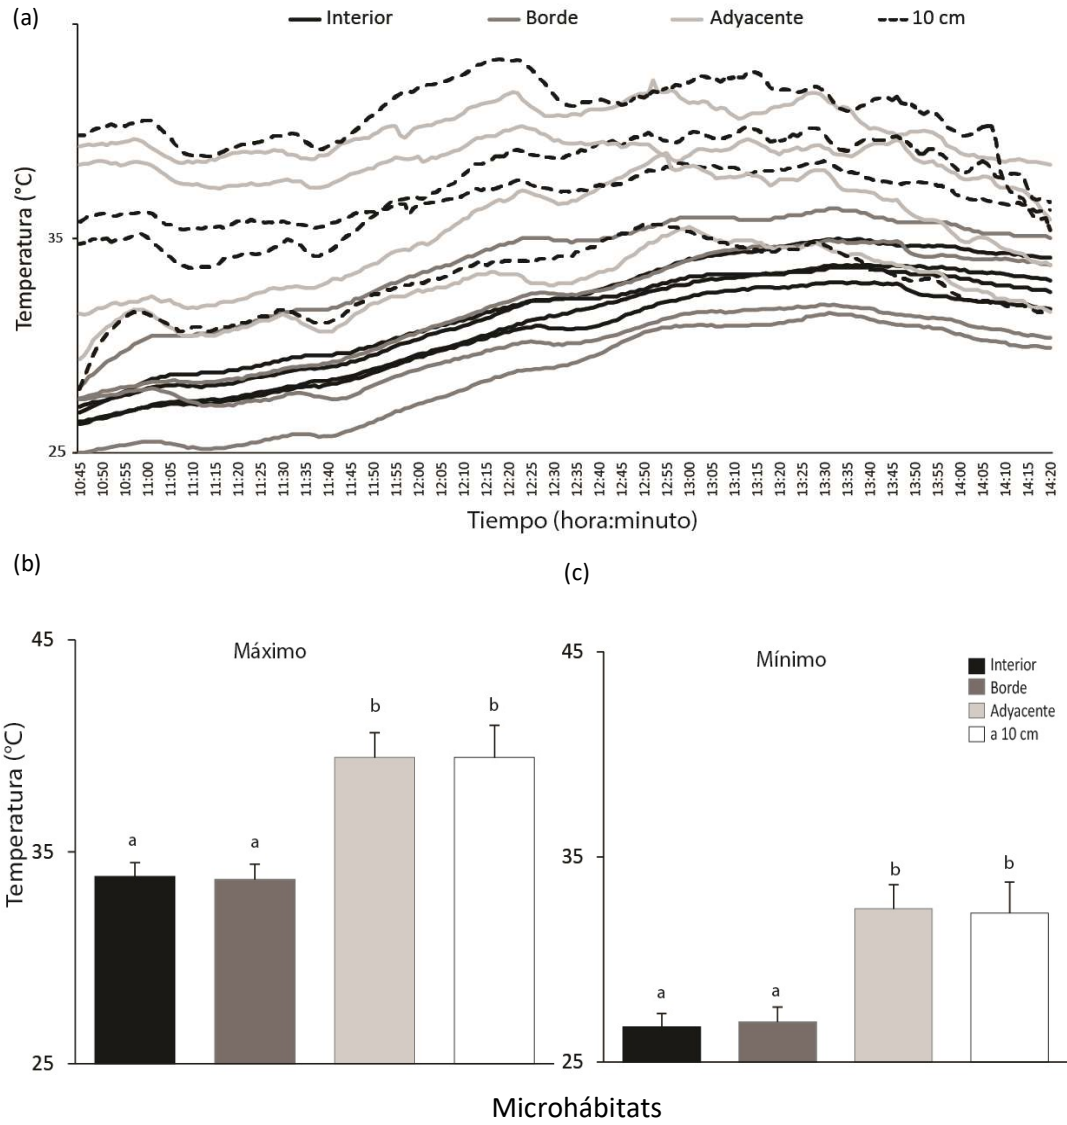 (a)
Interior Borde Adyacente 10 cm
Temperatura (°C)
35
25
10:45 10:50 10:55 11:00 11:05 11:10 11:15 11:20 11:25 11:30 11:35 11:40 11:45 11:50 11:55 12:00 12:05 12:10 12:15 12:20 12:25 12:30 12:35 12:40 12:45 12:50 12:55 13:00 13:05 13:10 13:15 13:20 13:25 13:30 13:35 13:40 13:45 13:50 13:55 14:00 14:05 14:10 14:15 14:20
Tiempo (hora:minuto)
(b)
Temperatura (°C)
45
35
25
Máximo
a
a
b
b
(c)
45
35
25
Mínimo
Interior
Borde
Adyacente
a 10 cm
a
a
b
b
Microhábitats